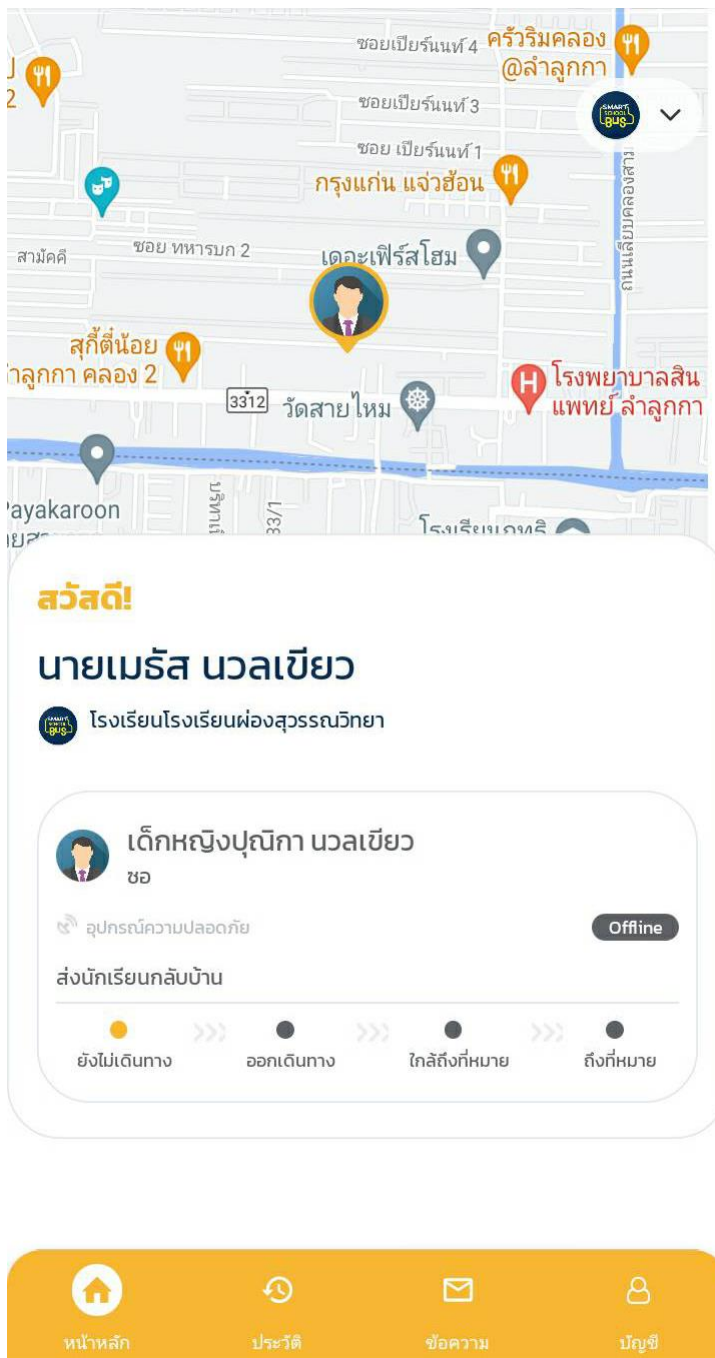 ซอยเปียร์นนท์ 4
ครัวริมคลอง
@ลำลูกกา
2
ซอยเปียร์นนท์ 3
SMART
SCHOOL
BUS
ซอย เปียร์นนท์ 1
กรุงแก่น แจ่วฮ้อน
สามัคคี
ซอย ทหารบก 2
เดอะเฟิร์สโฮม
สุกี้ตี๋น้อย
ลำลูกกา คลอง 2
3312
วัดสายไหม
H
โรงพยาบาลสิน
แพทย์ ลำลูกกา
Payakaroon
33/1
สวัสดี!
นายเมธัส นวลเขียว
SMART
SCHOOL
BUS
โรงเรียนโรงเรียนผ่องสุวรรณวิทยา
เด็กหญิงปุณิกา นวลเขียว
ซอ
อุปกรณ์ความปลอดภัย
Offline
ส่งนักเรียนกลับบ้าน
ยังไม่เดินทาง
ออกเดินทาง
ใกล้ถึงที่หมาย
ถึงที่หมาย
หน้าหลัก
ประวัติ
ข้อความ
บัญชี